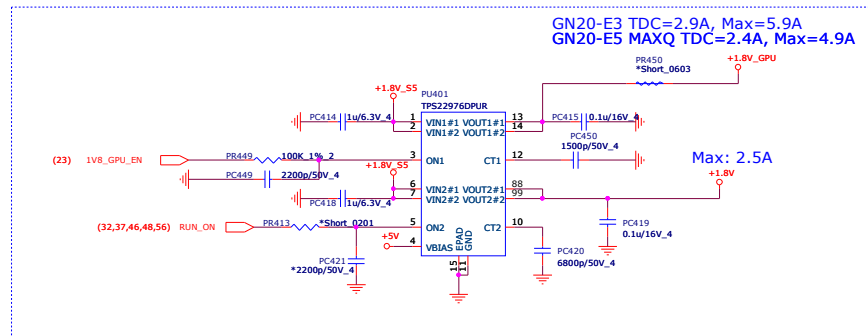 GN20-E3 TDC=2.9A, Max=5.9A
GN20-E5 MAXQ TDC=2.4A, Max=4.9A
PR450
*Short_0603
+1.8V_GPU
+1.8V_S5
PU401
TPS22976DPUR
PC414
1u/6.3V_4
1
2
VIN1#1
VIN1#2
VOUT1#1
VOUT1#2
13
14
PC415
0.1u/16V_4
PC450
1500p/50V_4
(23)
1V8_GPU_EN
PR449
100K_1%_2
3
ON1
CT1
12
PC449
2200p/50V_4
+1.8V_S5
Max: 2.5A
+1.8V
6
7
VIN2#1
VIN2#2
VOUT2#1
VOUT2#2
88
99
PC418
1u/6.3V_4
PC419
0.1u/16V_4
(32,37,46,48,56)
RUN_ON
PR413
*Short_0201
5
ON2
CT2
10
+5V
4
VBIAS
EPAD
GND
15
11
PC421
*2200p/50V_4
PC420
6800p/50V_4